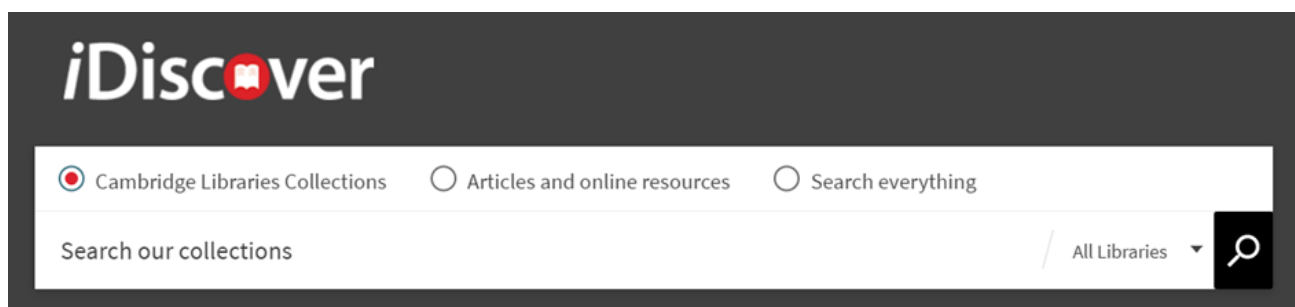 iDiscover
Cambridge Libraries Collections Articles and online resources Search everything
Search our collections All Libraries